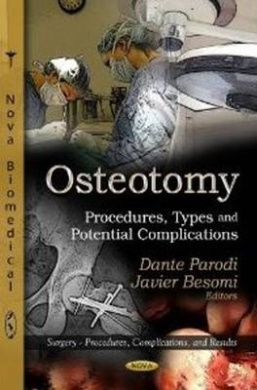 Nova Biomedical
Osteotomy
Procedures, Types and
Potential Complications
Dante Parodi
Javier Besomi
Editors
Surgery - Procedures, Complications, and Results
NOVA